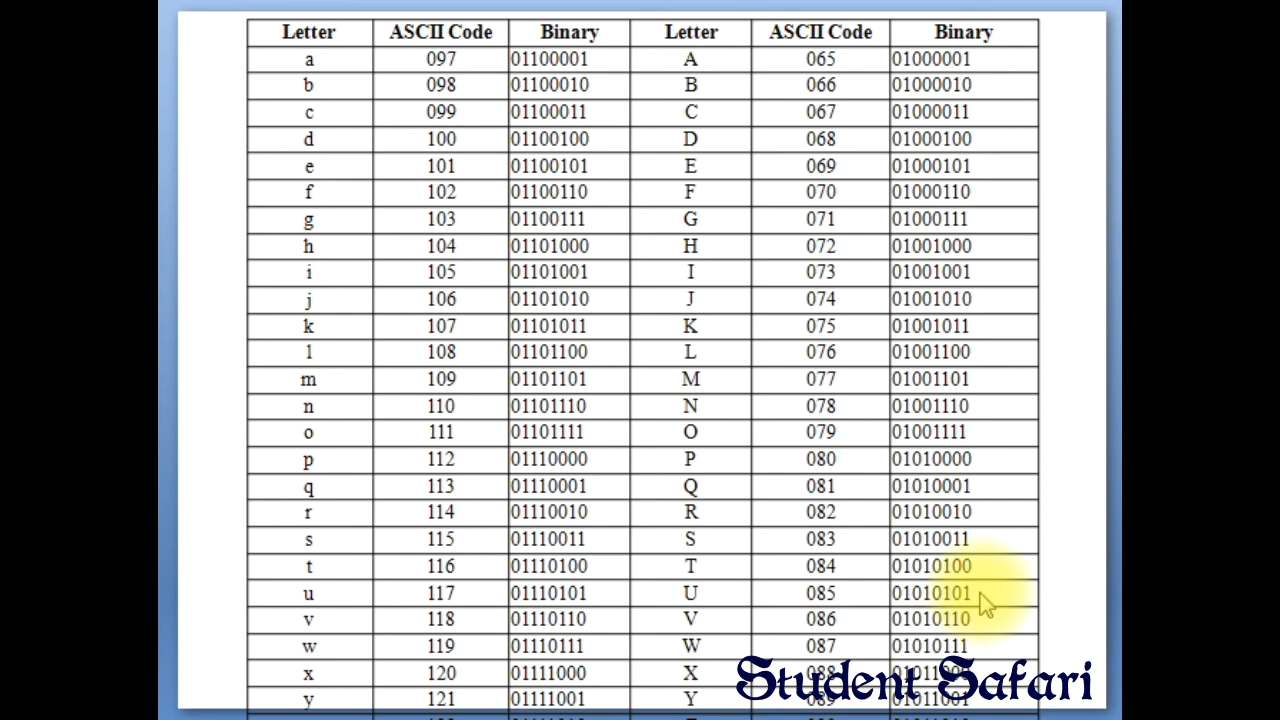 Letter ASCII Code Binary Letter ASCII Code Binary
a 097 01100001 A 065 01000001
b 098 01100010 B 066 01000010
c 099 01100011 C 067 01000011
d 100 01100100 D 068 01000100
e 101 01100101 E 069 01000101
f 102 01100110 F 070 01000110
g 103 01100111 G 071 01000111
h 104 01101000 H 072 01001000
i 105 01101001 I 073 01001001
j 106 01101010 J 074 01001010
k 107 01101011 K 075 01001011
l 108 01101100 L 076 01001100
m 109 01101101 M 077 01001101
n 110 01101110 N 078 01001110
o 111 01101111 O 079 01001111
p 112 01110000 P 080 01010000
q 113 01110001 Q 081 01010001
r 114 01110010 R 082 01010010
s 115 01110011 S 083 01010011
t 116 01110100 T 084 01010100
u 117 01110101 U 085 01010101
v 118 01110110 V 086 01010110
w 119 01110111 W 087 01010111
x 120 01111000 X 088 01011000
y 121 01111001 Y 089 01011001
Student Safari